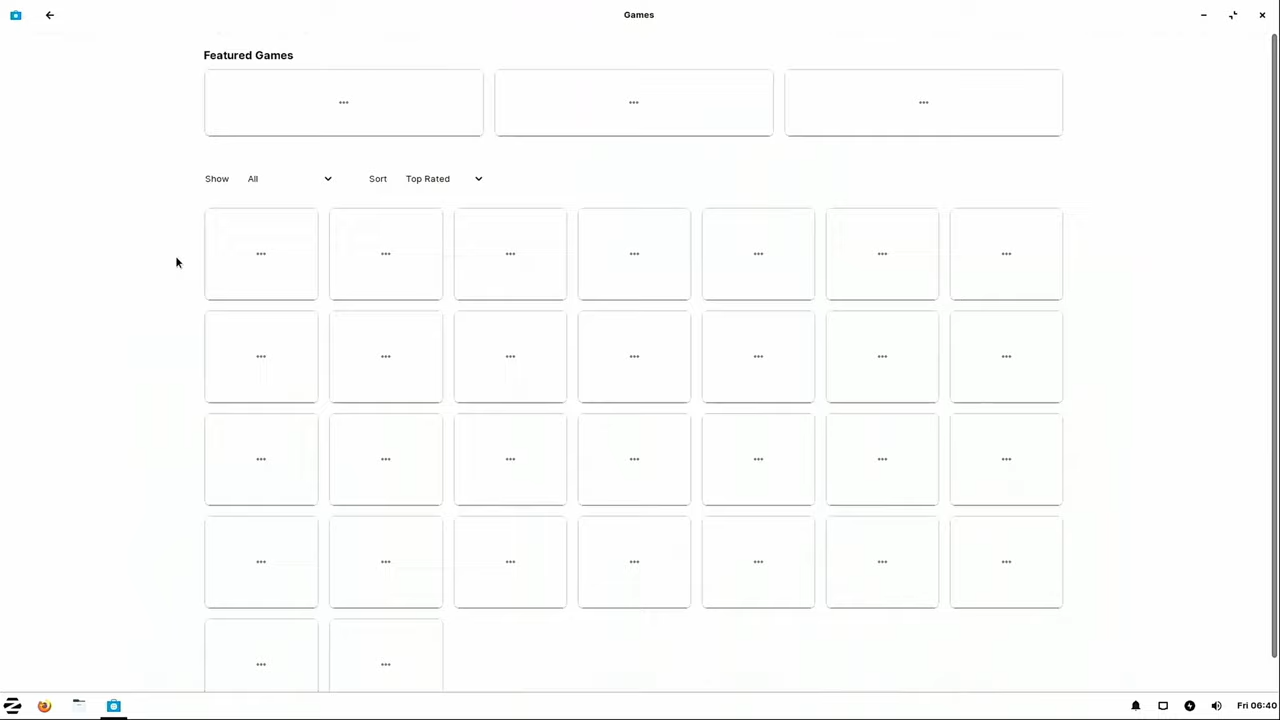 Games
Featured Games
... ... ...
Show All Sort Top Rated
... ... ... ... ... ... ...
... ... ... ... ... ... ...
... ... ... ... ... ... ...
... ... ... ... ... ... ...
... ...
Fri 06:40